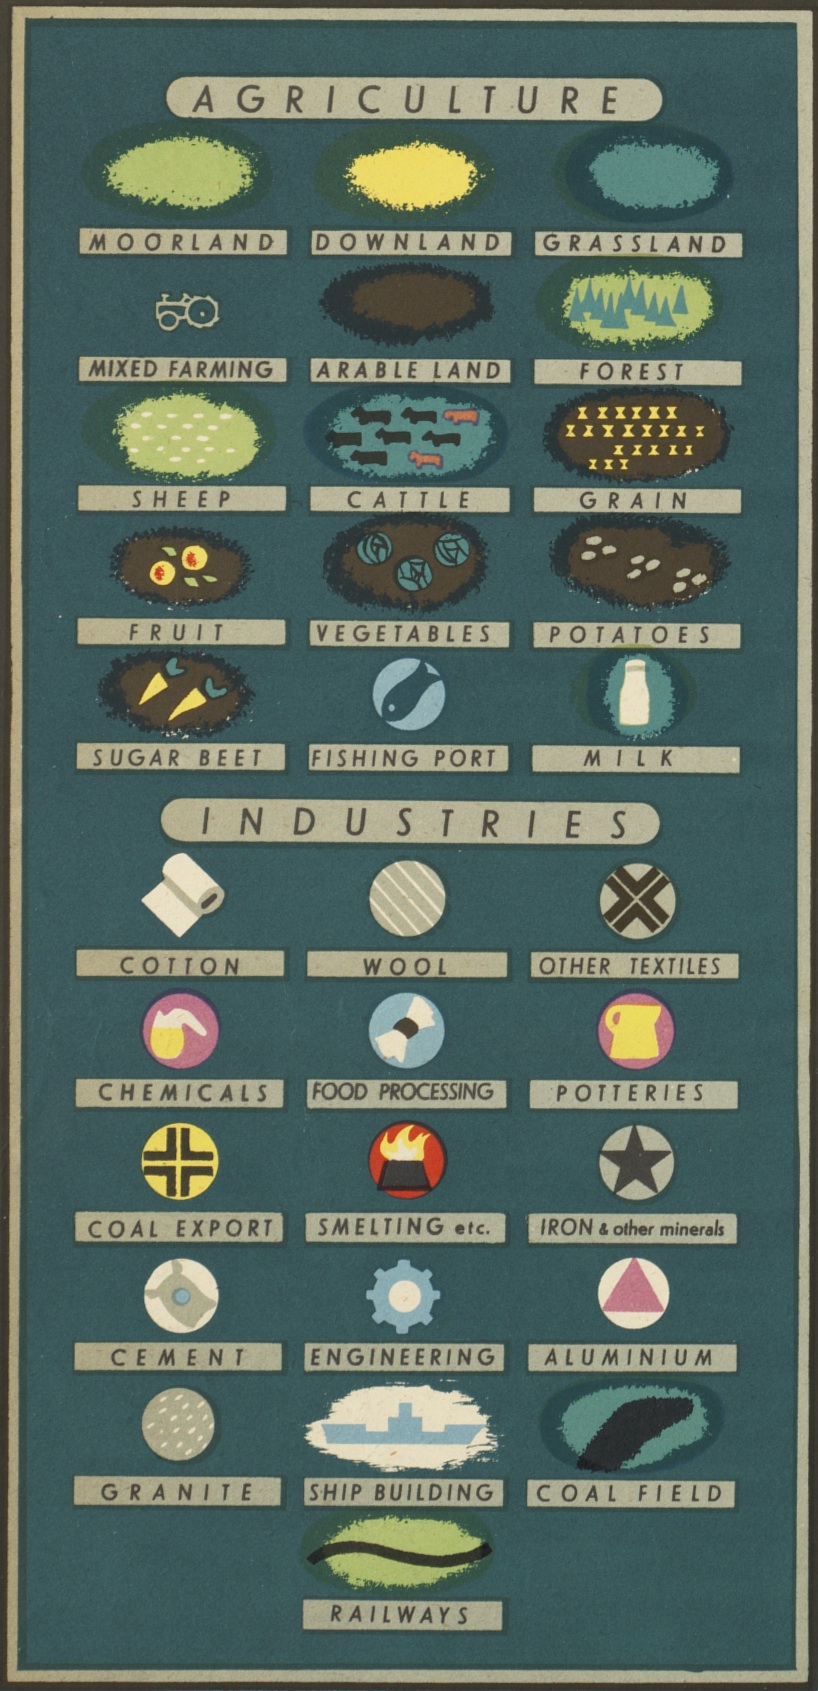 AGRICULTURE
MOORLAND
DOWNLAND
GRASSLAND
MIXED FARMING
ARABLE LAND
FOREST
SHEEP
CATTLE
GRAIN
FRUIT
VEGETABLES
POTATOES
SUGAR BEET
FISHING PORT
MILK
INDUSTRIES
COTTON
WOOL
OTHER TEXTILES
CHEMICALS
FOOD PROCESSING
POTTERIES
COAL EXPORT
SMELTING etc.
IRON & other minerals
CEMENT
ENGINEERING
ALUMINIUM
GRANITE
SHIP BUILDING
COAL FIELD
RAILWAYS